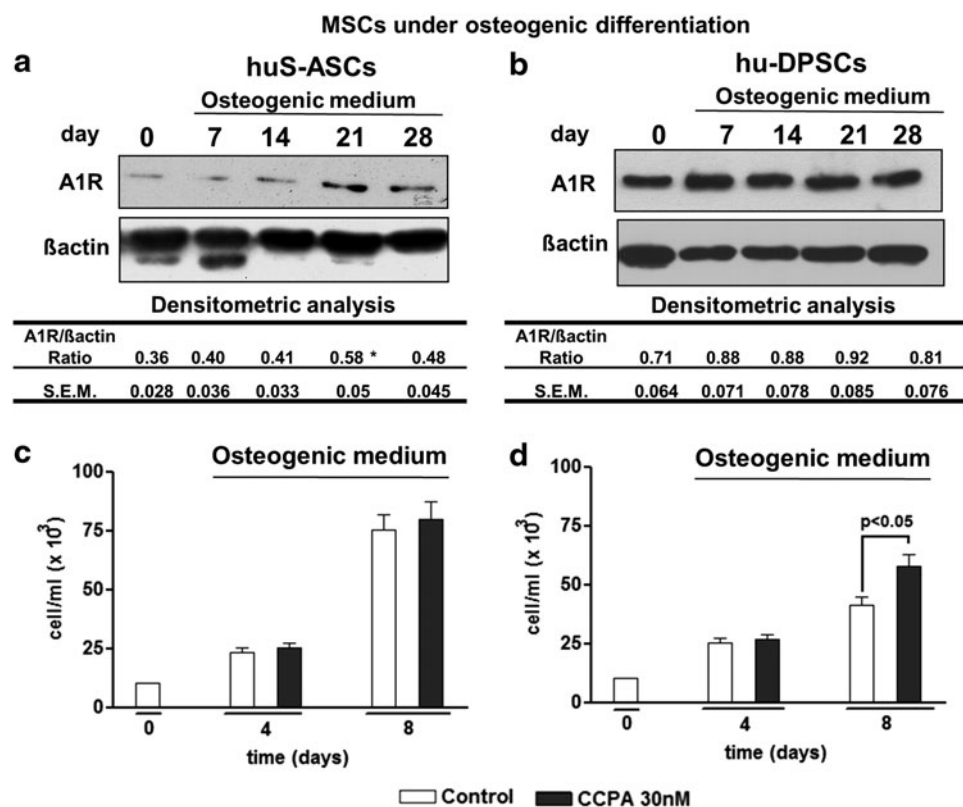 MSCs under osteogenic differentiation
a
huS-ASCs
Osteogenic medium
day 0 7 14 21 28
A1R
ßactin
Densitometric analysis
A1R/ßactin
Ratio 0.36 0.40 0.41 0.58 * 0.48
S.E.M. 0.028 0.036 0.033 0.05 0.045
b
hu-DPSCs
Osteogenic medium
day 0 7 14 21 28
A1R
ßactin
Densitometric analysis
A1R/ßactin
Ratio 0.71 0.88 0.88 0.92 0.81
S.E.M. 0.064 0.071 0.078 0.085 0.076
c
Osteogenic medium
cell/ml (x 10³)
100
75
50
25
0
0 4 8
time (days)
d
Osteogenic medium
p<0.05
cell/ml (x 10³)
100
75
50
25
0
0 4 8
time (days)
Control CCPA 30nM